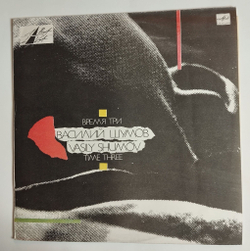 ВРЕМЯ ТРИ
ВАСИЛИЙ ШУМОВ
VASILY SHUMOV
TIME THREE